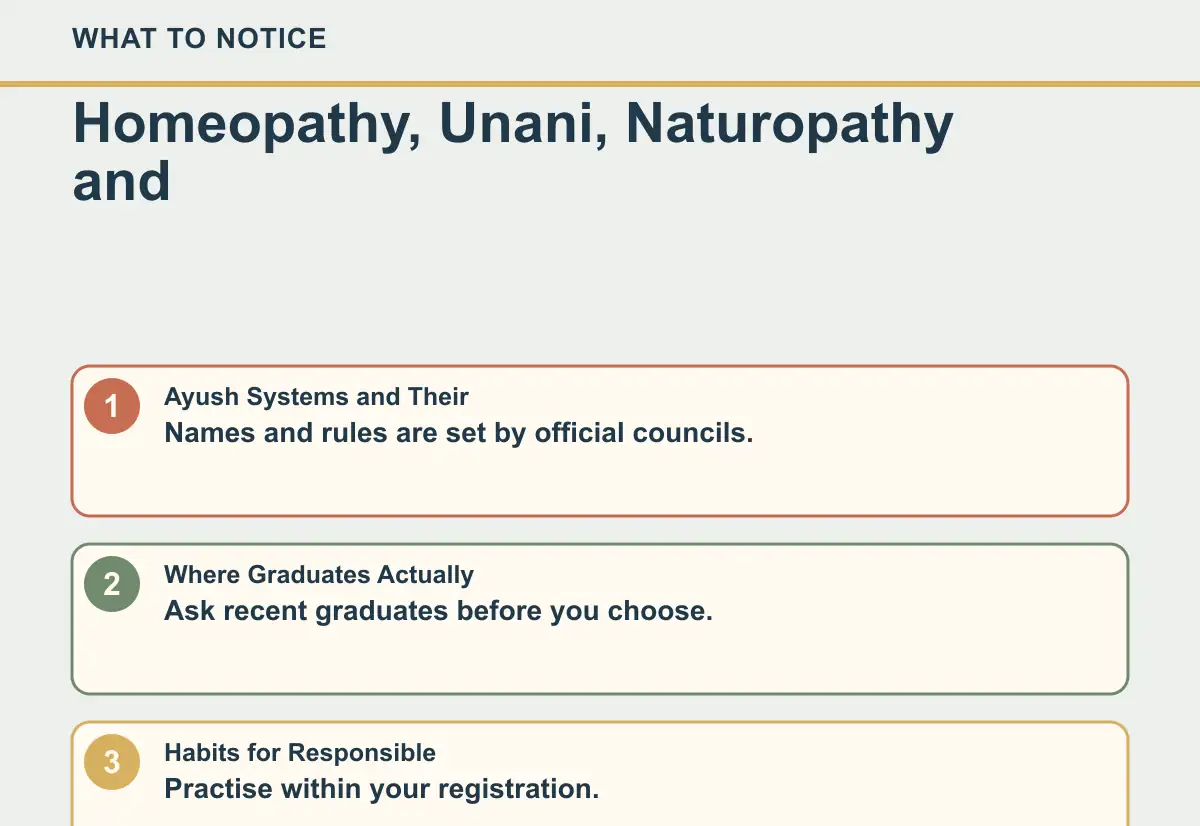 WHAT TO NOTICE
Homeopathy, Unani, Naturopathy
and
1
Ayush Systems and Their
Names and rules are set by official councils.
2
Where Graduates Actually
Ask recent graduates before you choose.
3
Habits for Responsible
Practise within your registration.